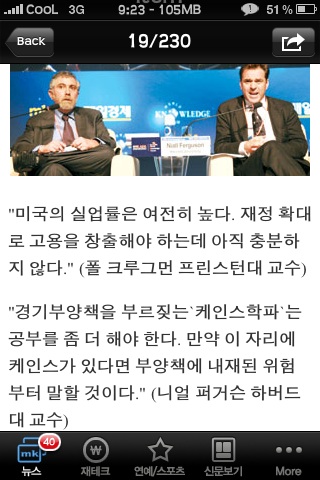 CooL 3G 9:23 - 105MB 1 51%
Back 19/230
KN WLEDGE
Niall Ferguson
"미국의 실업률은 여전히 높다. 재정 확대
로 고용을 창출해야 하는데 아직 충분하
지 않다." (폴 크루그먼 프린스턴대 교수)
"경기부양책을 부르짖는`케인스학파`는
공부를 좀 더 해야 한다. 만약 이 자리에
케인스가 있다면 부양책에 내재된 위험
부터 말할 것이다." (니얼 퍼거슨 하버드
대 교수)
mk 40
뉴스 재테크 연예/스포츠 신문보기 More